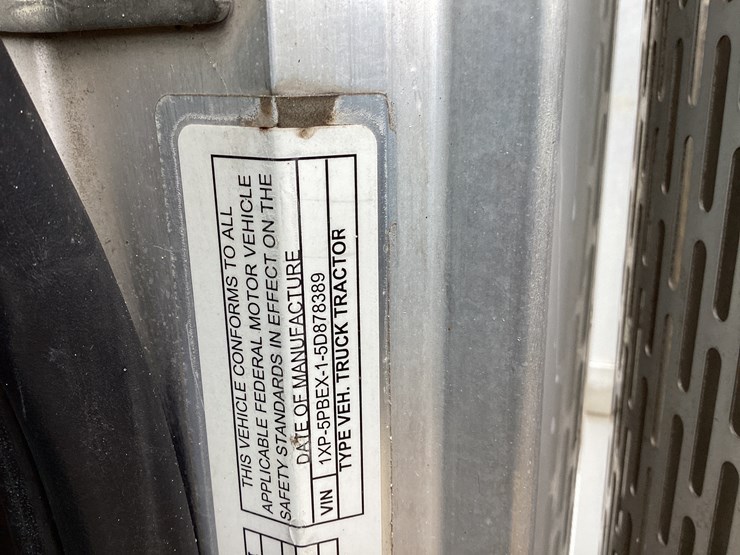 THIS VEHICLE CONFORMS TO ALL
APPLICABLE FEDERAL MOTOR VEHICLE
SAFETY STANDARDS IN EFFECT ON THE
DATE OF MANUFACTURE
VIN 1XP-5PBEX-1-5D878389
TYPE VEH. TRUCK TRACTOR